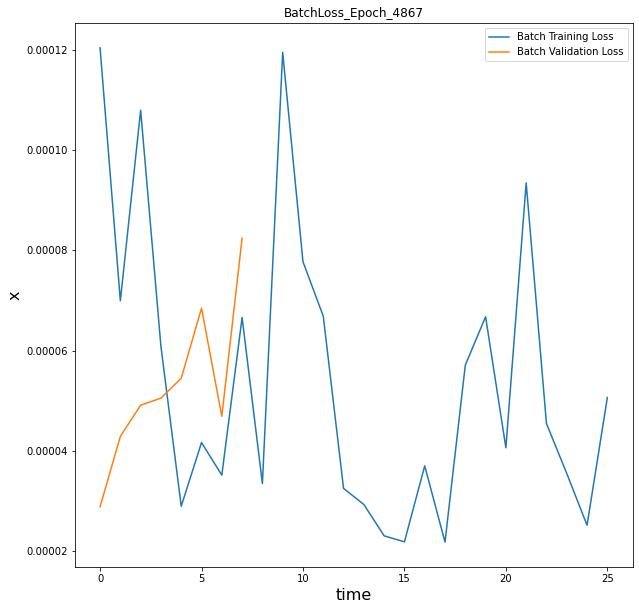 BatchLoss_Epoch_4867
Batch Training Loss
Batch Validation Loss
0.00012
0.00010
0.00008
0.00006
0.00004
0.00002
x
0 5 10 15 20 25
time